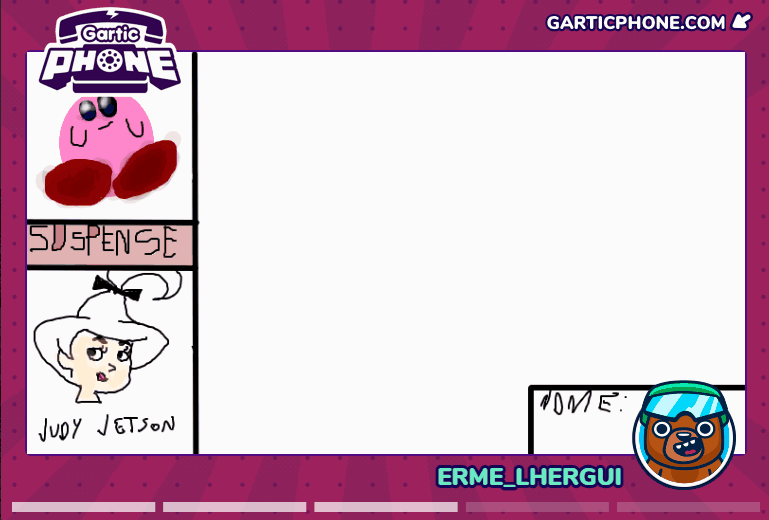 Gartic
PHONE
GARTICPHONE.COM
SUSPENSE
JUDY JETSON
NOME:
ERME_LHERGUI